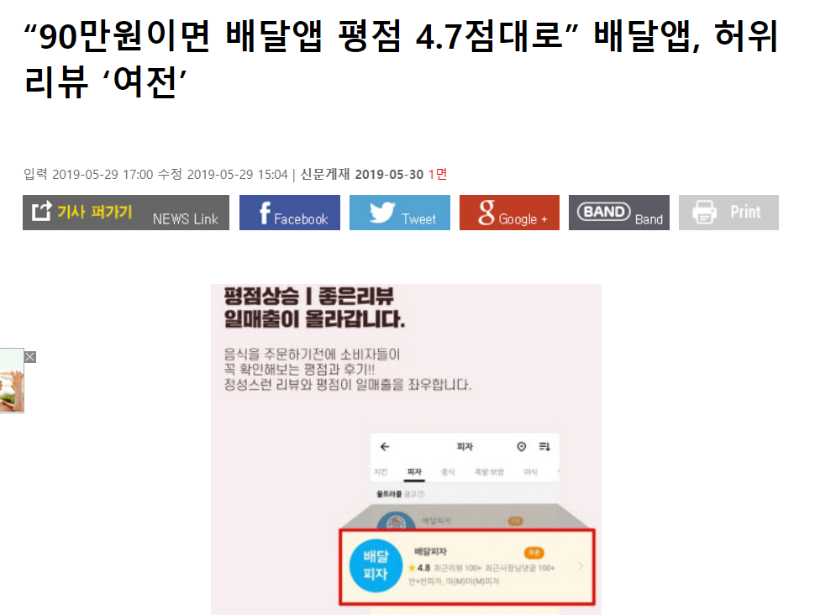 “90만원이면 배달앱 평점 4.7점대로” 배달앱, 허위
리뷰 ‘여전’
입력 2019-05-29 17:00 수정 2019-05-29 15:04 | 신문게재 2019-05-30 1면
기사 퍼가기 NEWS Link Facebook Tweet Google + BAND Band Print
평점상승 | 좋은리뷰
일매출이 올라갑니다.
음식을 주문하기전에 소비자들이
꼭 확인해보는 평점과 후기!!
정성스런 리뷰와 평점이 일매출을 좌우합니다.
피자
치킨 피자 중식 족발·보쌈 야식
울트라콜 광고
배달피자 쿠폰
배달 피자
배달피자 쿠폰
4.8 최근리뷰 100+ 최근사장님댓글 100+
반+반피자, 미(M)미(M)피자